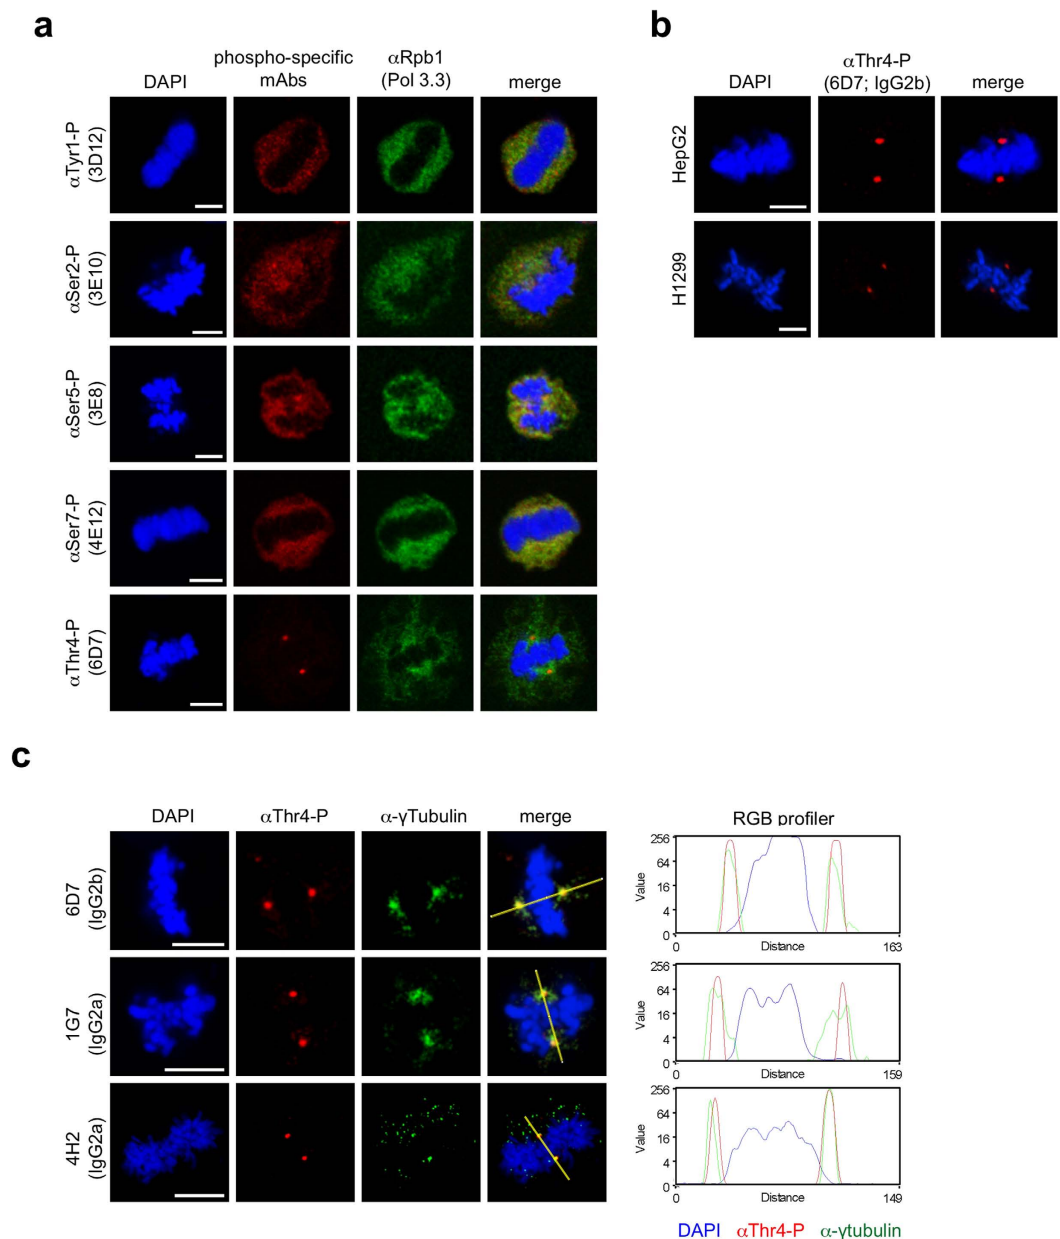 a
phospho-specific αRpb1
DAPI mAbs (Pol 3.3) merge
αTyr1-P
(3D12)
αSer2-P
(3E10)
αSer5-P
(3E8)
αSer7-P
(4E12)
αThr4-P
(6D7)
b
αThr4-P
DAPI (6D7; IgG2b) merge
HepG2
H1299
c
DAPI αThr4-P α-γTubulin merge RGB profiler
6D7
(IgG2b)
256
64
16
4
0
Value
0 Distance 163
1G7
(IgG2a)
256
64
16
4
0
Value
0 Distance 159
4H2
(IgG2a)
256
64
16
4
0
Value
0 Distance 149
DAPI αThr4-P α-γtubulin